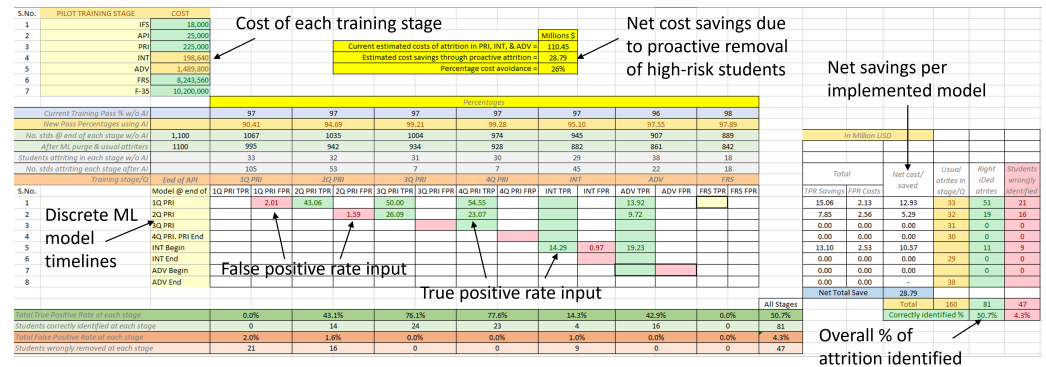 S.No. PILOT TRAINING STAGE COST
1 IFS 18,000
2 API 25,000
3 PRI 225,000
4 INT 198,640
5 ADV 1,489,800
6 FRS 8,243,560
7 F-35 10,200,000
Cost of each training stage
Millions $
Current estimated costs of attrition in PRI, INT, & ADV = 110.45
Estimated cost savings through proactive attrition = 28.79
Percentage cost avoidance = 26%
Net cost savings due
to proactive removal
of high-risk students
Net savings per
implemented model
Percentages
Current Training Pass % w/o AI 97 97 97 97 97 96 98
New Pass Percentages using AI 90.41 94.69 99.21 99.28 95.10 97.55 97.89
No. stds @ end of each stage w/o AI 1,100 1067 1035 1004 974 945 907 889
After ML purge & usual attriters 1100 995 942 934 928 882 861 842
Students attriting in each stage w/o AI 33 32 31 30 29 38 18
No. stds attriting each stage after AI 105 53 7 7 45 22 18
Training stage/Q End of API 1Q PRI 2Q PRI 3Q PRI 4Q PRI INT ADV FRS
S.No. Model @ end of 1Q PRI TPR 1Q PRI FPR 2Q PRI TPR 2Q PRI FPR 3Q PRI TPR 3Q PRI FPR 4Q PRI TPR 4Q PRI FRP INT TPR INT FPR ADV TPR ADV FPR FRS TPR FRS FPR
1 1Q PRI 2.01 43.06 50.00 54.55 13.92
2 2Q PRI 1.59 26.09 23.07 9.72
3 3Q PRI
4 4Q PRI. PRI End
5 INT Begin 14.29 0.97 19.23
6 INT End
7 ADV Begin
8 ADV End
Discrete ML
model
timelines
False positive rate input
True positive rate input
In Million USD
Total Net cost/ saved Usual atrites in stage/Q Right IDed atrites Students wrongly identified
TPR Savings FPR Costs
15.06 2.13 12.93 33 51 21
7.85 2.56 5.29 32 19 16
0.00 0.00 0.00 31 0 0
0.00 0.00 0.00 30 0 0
13.10 2.53 10.57 11 9
0.00 0.00 0.00 29 0 0
0.00 0.00 0.00 0 0
0.00 0.00 - 38
Net Total Save 28.79
Total 160 81 47
Correctly identified % 50.7% 4.3%
All Stages
Total True Positive Rate at each stage 0.0% 43.1% 76.1% 77.6% 14.3% 42.9% 0.0% 50.7%
Students correctly identified at each stage 0 14 24 23 4 16 0 81
Total False Positive Rate at each stage 2.0% 1.6% 0.0% 0.0% 1.0% 0.0% 0.0% 4.3%
Students wrongly removed at each stage 21 16 0 0 9 0 0 47
Overall % of
attrition identified